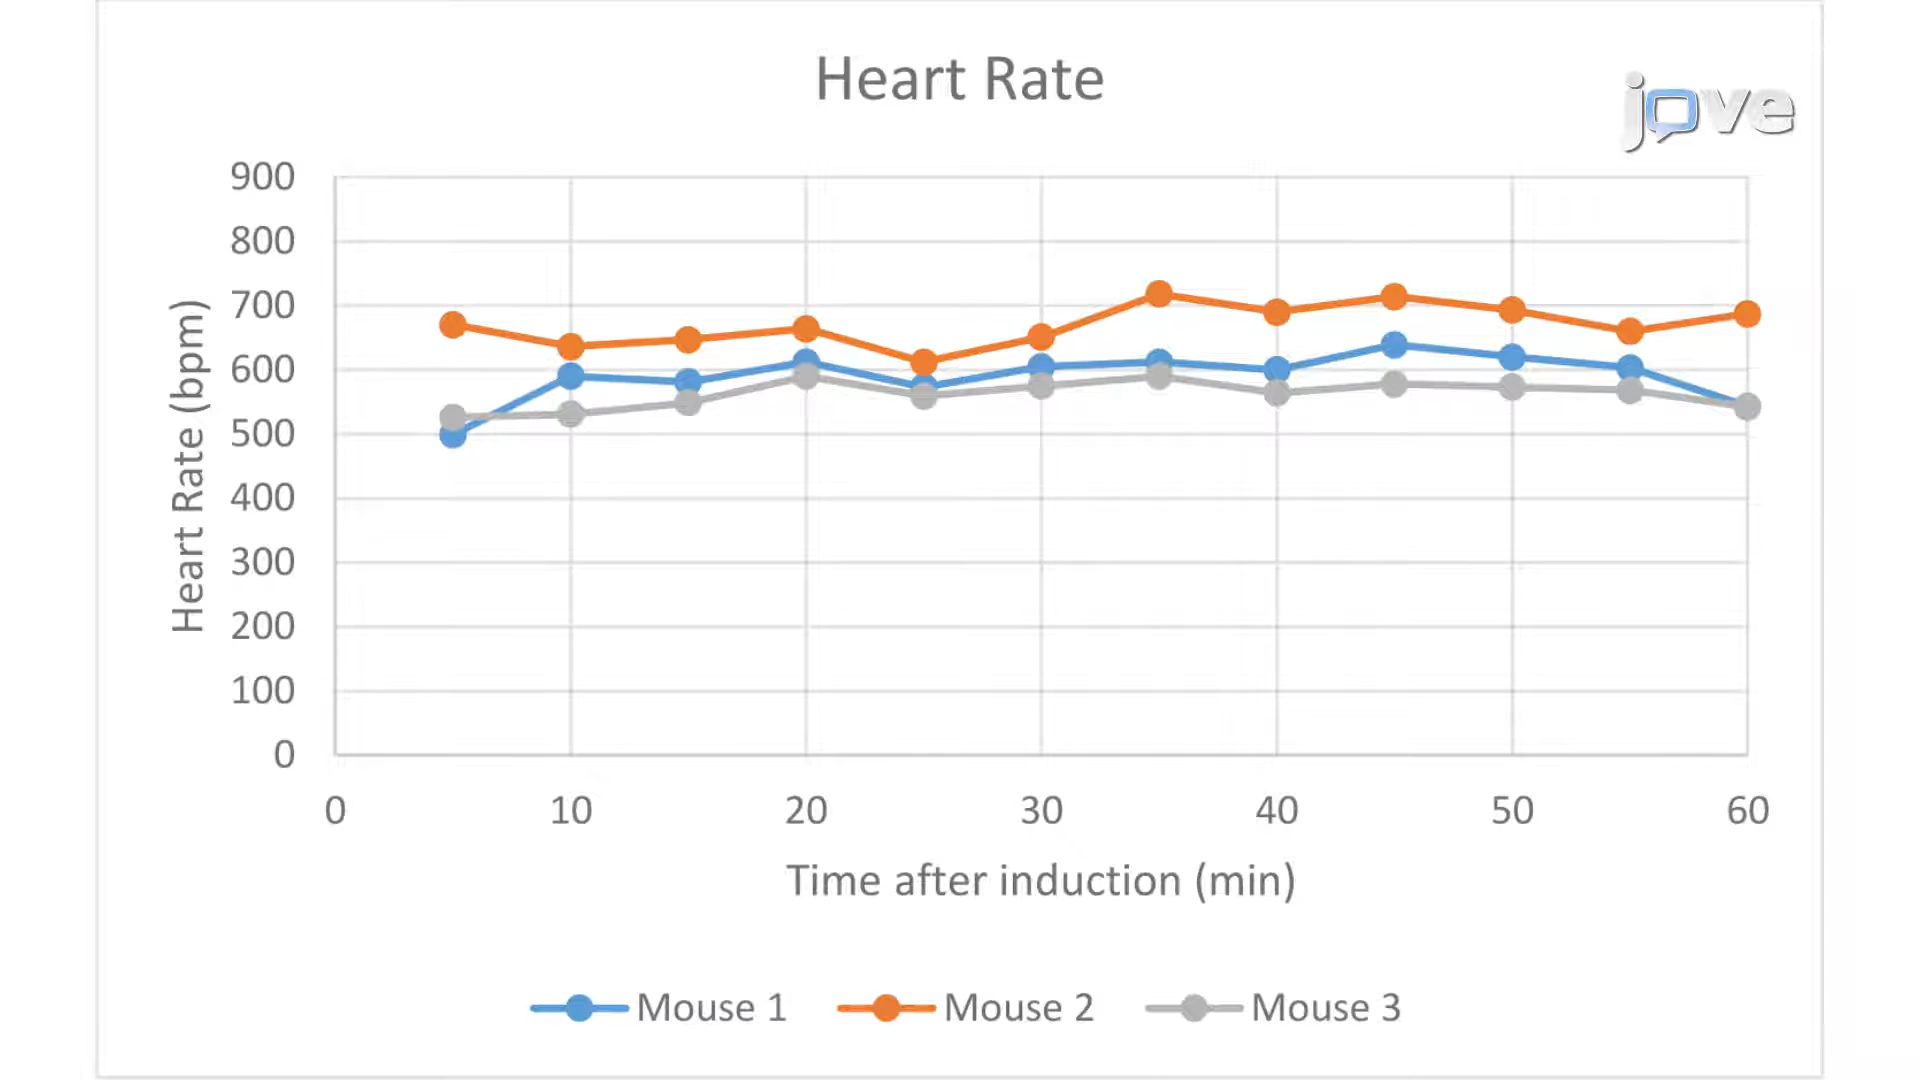 Heart Rate
jove
900
800
700
600
500
400
300
200
100
0
Heart Rate (bpm)
0 10 20 30 40 50 60
Time after induction (min)
Mouse 1 Mouse 2 Mouse 3